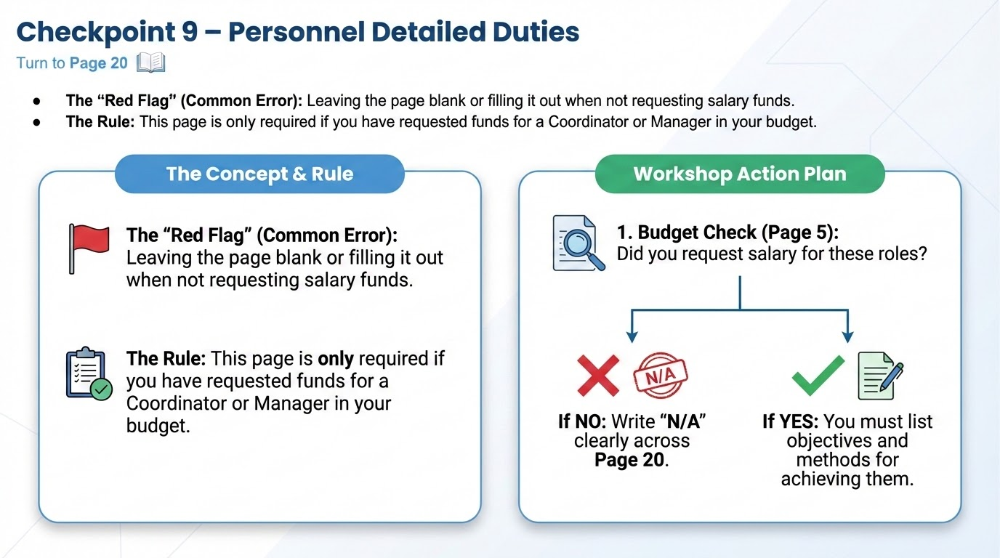 Checkpoint 9 – Personnel Detailed Duties
Turn to Page 20
● The “Red Flag” (Common Error): Leaving the page blank or filling it out when not requesting salary funds.
● The Rule: This page is only required if you have requested funds for a Coordinator or Manager in your budget.
The Concept & Rule
The “Red Flag” (Common Error):
Leaving the page blank or filling it out
when not requesting salary funds.
The Rule: This page is only required if
you have requested funds for a
Coordinator or Manager in your
budget.
Workshop Action Plan
1. Budget Check (Page 5):
Did you request salary for these roles?
N/A
If NO: Write “N/A”
clearly across
Page 20.
If YES: You must list
objectives and
methods for
achieving them.